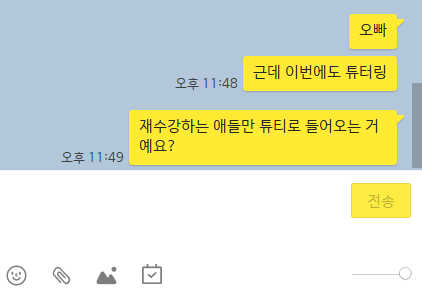 오빠
근데 이번에도 튜터링
오후 11:48
재수강하는 애들만 튜티로 들어오는 거
예요?
오후 11:49
전송